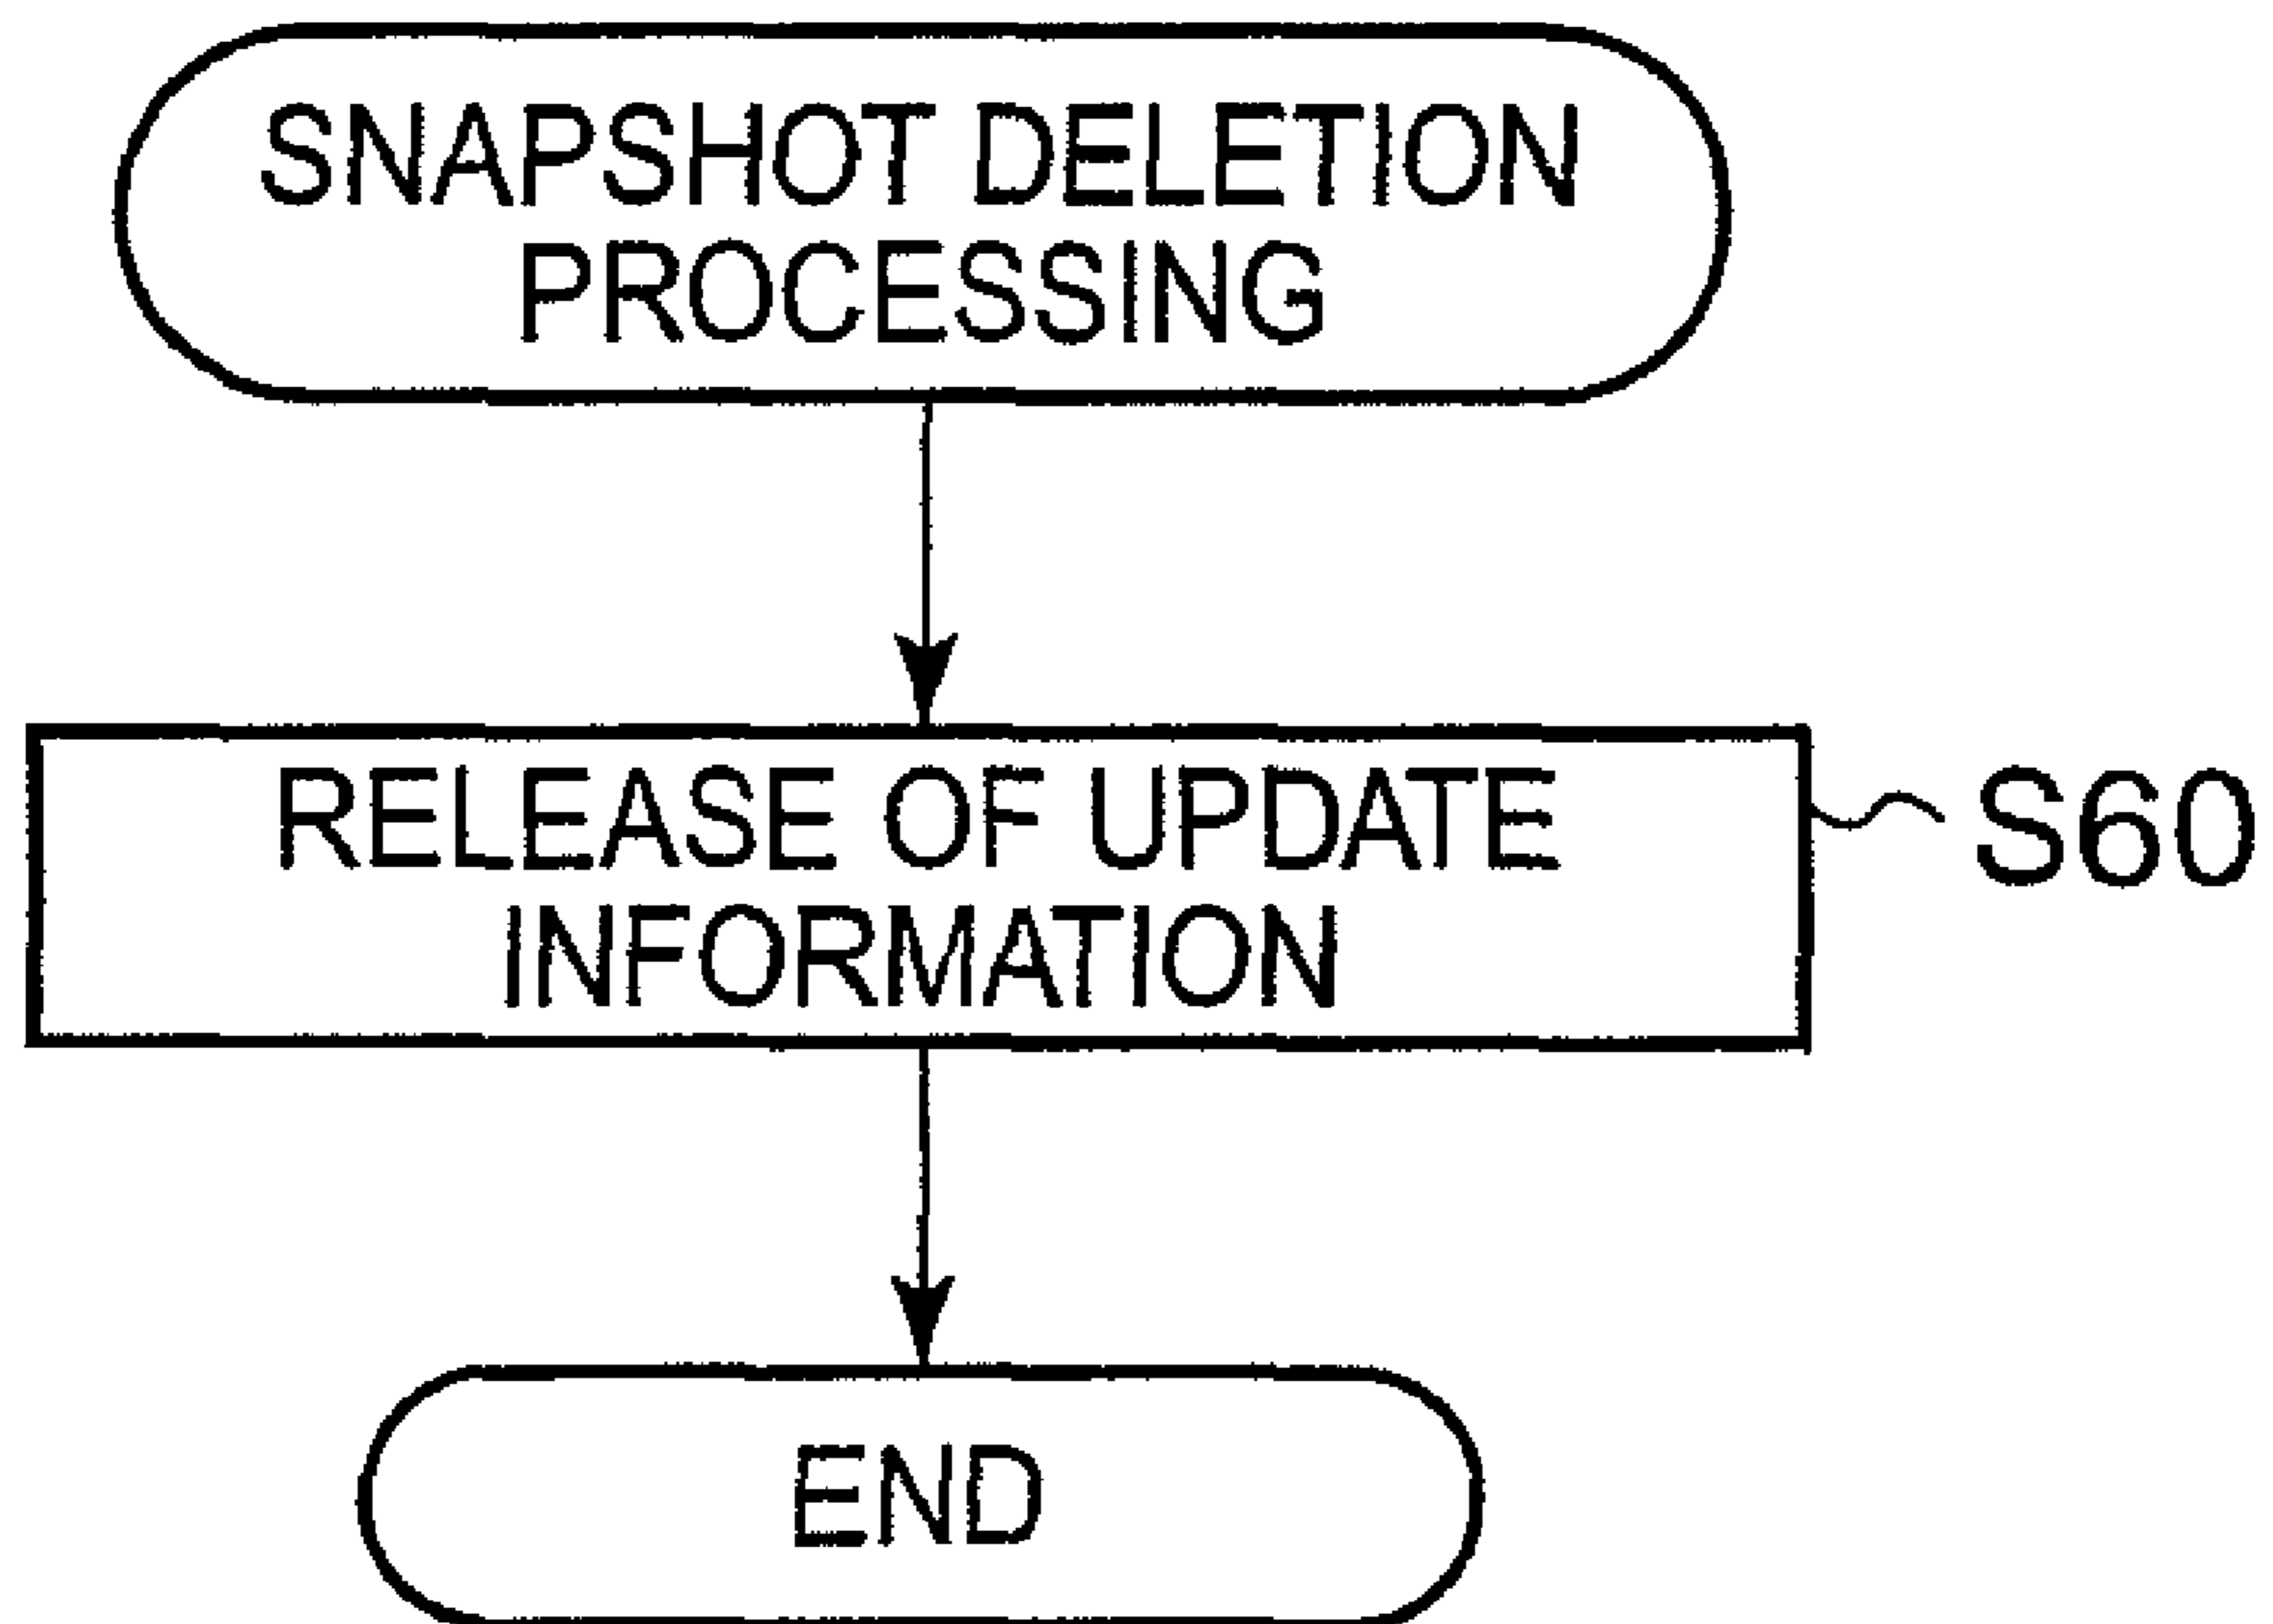 SNAPSHOT DELETION
PROCESSING
RELEASE OF UPDATE
INFORMATION
S60
END